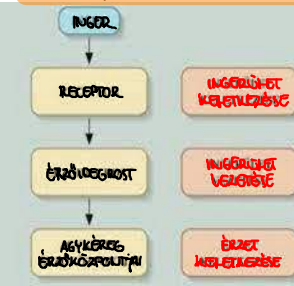 INGER
RECEPTOR
INGERÜLET
KELETKEZÉSE
ÉRZŐIDEGROST
INGERÜLET
VEZETÉSE
AGYKÉREG
ÉRZŐKÖZPONTJAI
ÉRZET
KELETKEZÉSE